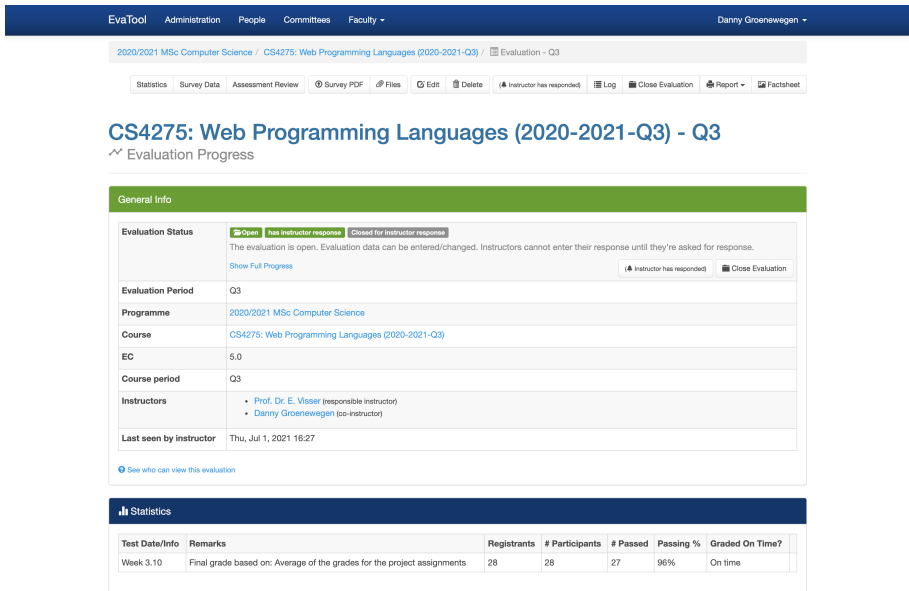 EvaTool Administration People Committees Faculty Danny Groenewegen
2020/2021 MSc Computer Science / CS4275: Web Programming Languages (2020-2021-Q3) / Evaluation - Q3
Statistics Survey Data Assessment Review Survey PDF Files Edit Delete (Instructor has responded) Log Close Evaluation Report Factsheet
CS4275: Web Programming Languages (2020-2021-Q3) - Q3
Evaluation Progress
General Info
Evaluation Status Open has instructor response Closed for instructor response
The evaluation is open. Evaluation data can be entered/changed. Instructors cannot enter their response until they're asked for response.
Show Full Progress (Instructor has responded) Close Evaluation
Evaluation Period Q3
Programme 2020/2021 MSc Computer Science
Course CS4275: Web Programming Languages (2020-2021-Q3)
EC 5.0
Course period Q3
Instructors • Prof. Dr. E. Visser (responsible instructor)
• Danny Groenewegen (co-instructor)
Last seen by instructor Thu, Jul 1, 2021 16:27
See who can view this evaluation
Statistics
Test Date/Info Remarks Registrants # Participants # Passed Passing % Graded On Time?
Week 3.10 Final grade based on: Average of the grades for the project assignments 28 28 27 96% On time